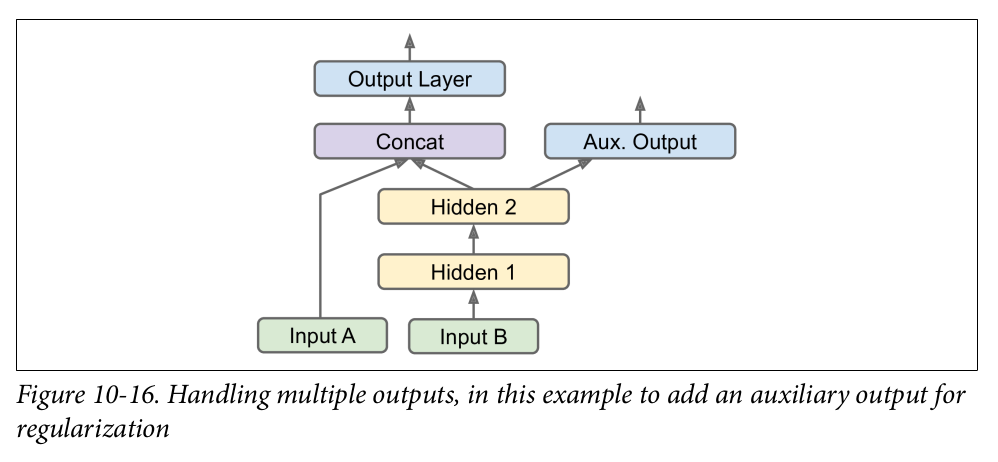 Output Layer
Concat
Aux. Output
Hidden 2
Hidden 1
Input A
Input B
Figure 10-16. Handling multiple outputs, in this example to add an auxiliary output for
regularization